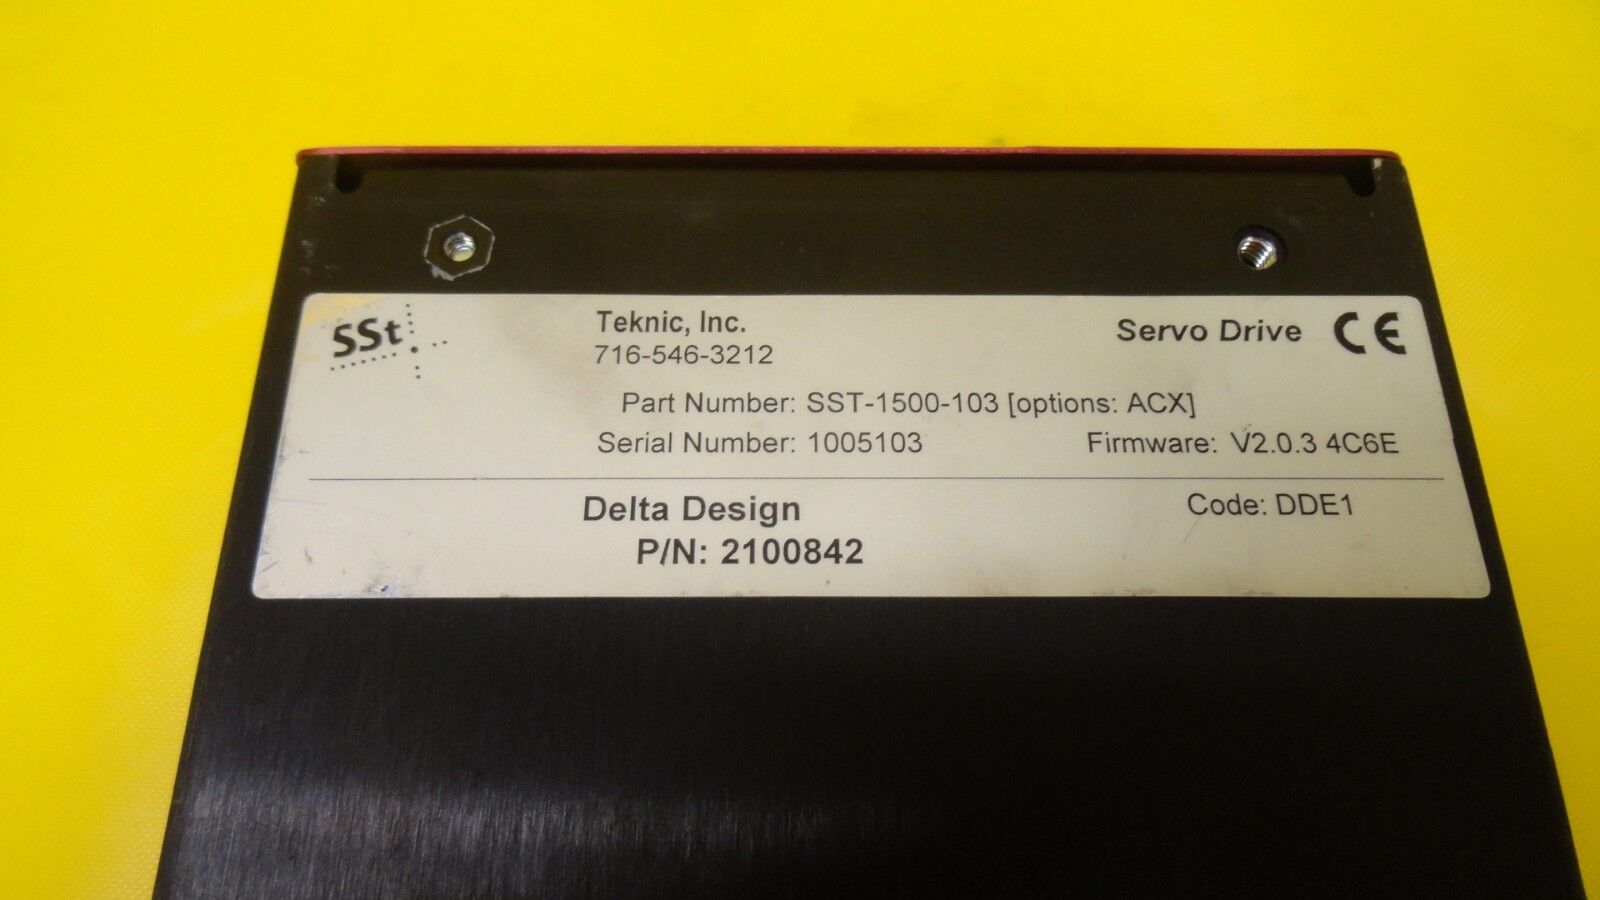 SSt
Teknic, Inc.
716-546-3212
Servo Drive CE
Part Number: SST-1500-103 [options: ACX]
Serial Number: 1005103
Firmware: V2.0.3 4C6E
Delta Design
Code: DDE1
P/N: 2100842